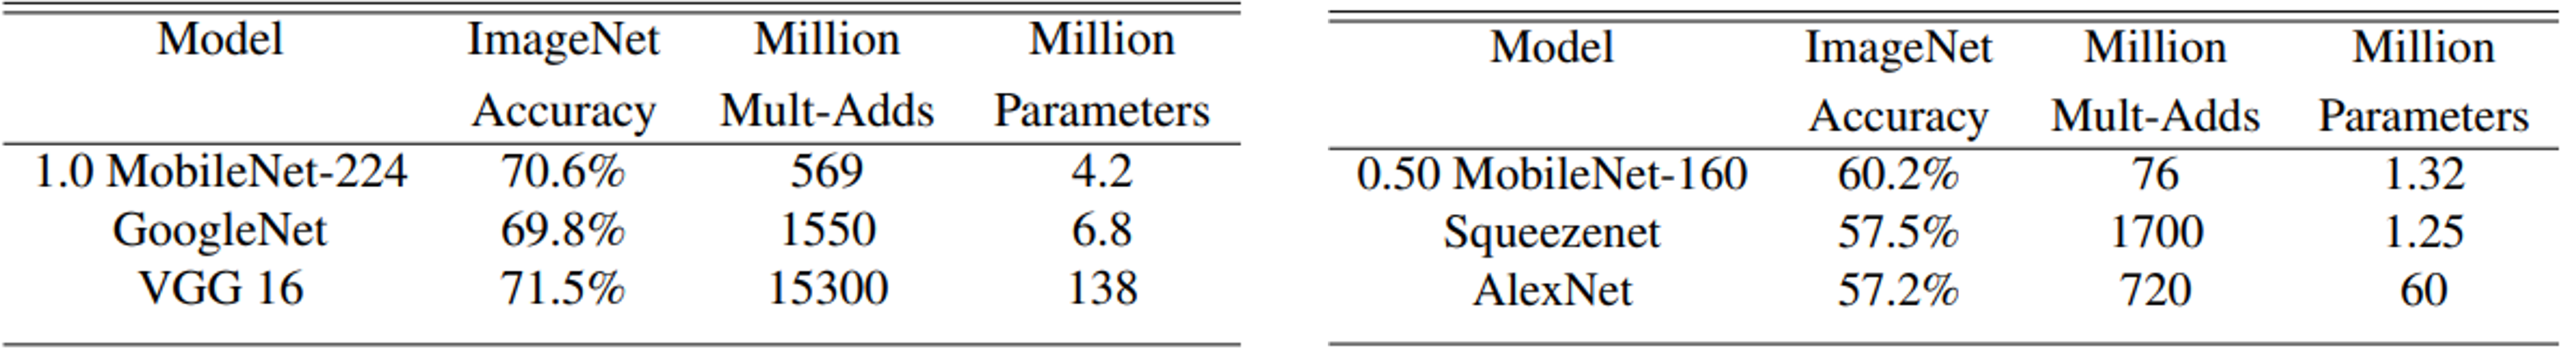 Model ImageNet Million Million
Accuracy Mult-Adds Parameters
1.0 MobileNet-224 70.6% 569 4.2
GoogleNet 69.8% 1550 6.8
VGG 16 71.5% 15300 138
Model ImageNet Million Million
Accuracy Mult-Adds Parameters
0.50 MobileNet-160 60.2% 76 1.32
Squeezenet 57.5% 1700 1.25
AlexNet 57.2% 720 60